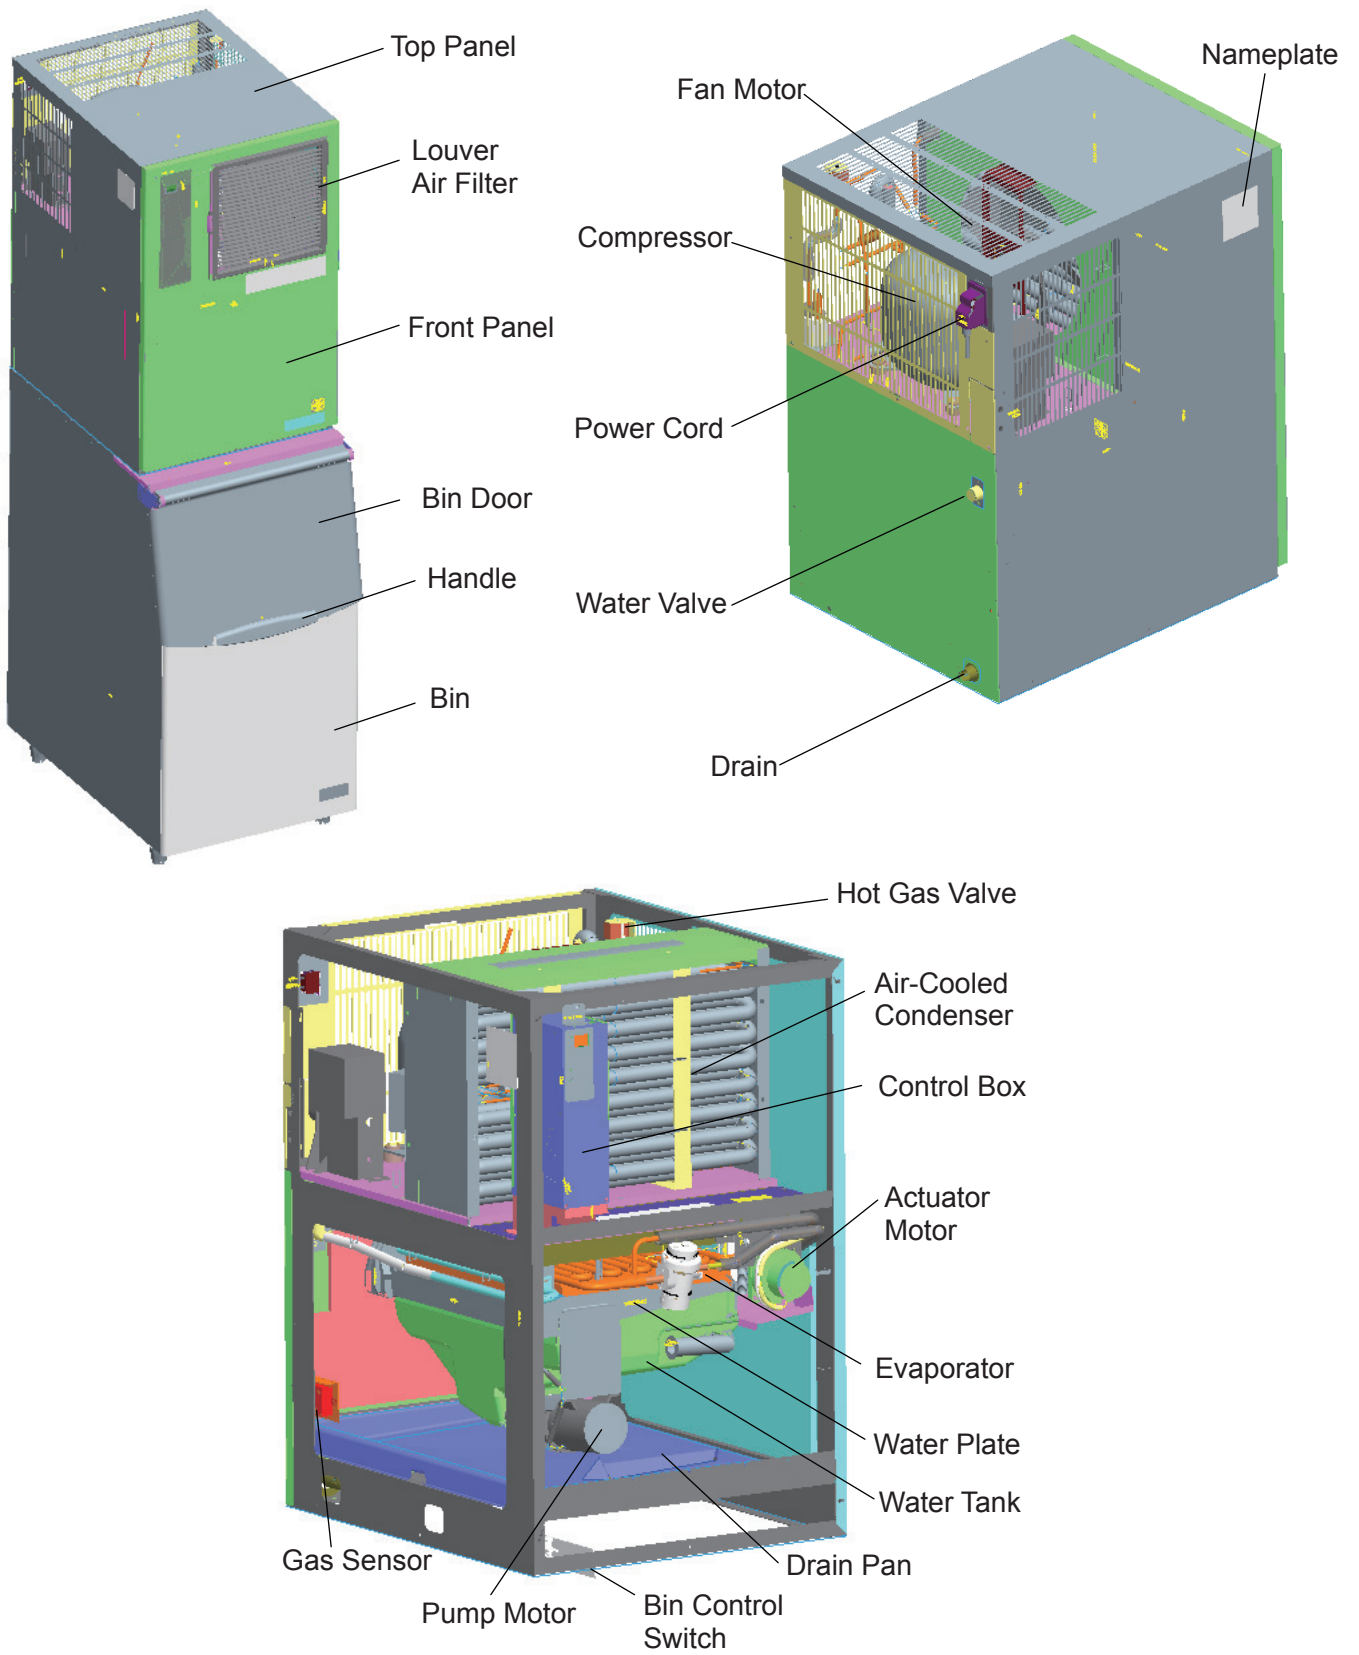 Top Panel
Louver
Air Filter
Front Panel
Bin Door
Handle
Bin
Nameplate
Fan Motor
Compressor
Power Cord
Water Valve
Drain
Hot Gas Valve
Air-Cooled
Condenser
Control Box
Actuator
Motor
Evaporator
Water Plate
Water Tank
Drain Pan
Gas Sensor
Pump Motor
Bin Control
Switch